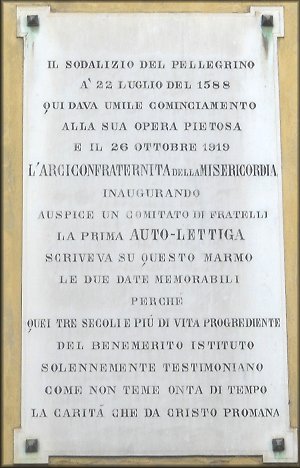 IL SODALIZIO DEL PELLEGRINO
A' 22 LUGLIO DEL 1588
QUI DAVA UMILE COMINCIAMENTO
ALLA SUA OPERA PIETOSA
E IL 26 OTTOBRE 1919
L'ARCICONFRATERNITA DELLA MISERICORDIA
INAUGURANDO
AUSPICE UN COMITATO DI FRATELLI
LA PRIMA AUTO-LETTIGA
SCRIVEVA SU QUESTO MARMO
LE DUE DATE MEMORABILI
PERCHE
QUEI TRE SECOLI E PIÙ DI VITA PROGREDIENTE
DEL BENEMERITO ISTITUTO
SOLENNEMENTE TESTIMONIANO
COME NON TEME ONTA DI TEMPO
LA CARITÀ CHE DA CRISTO PROMANA